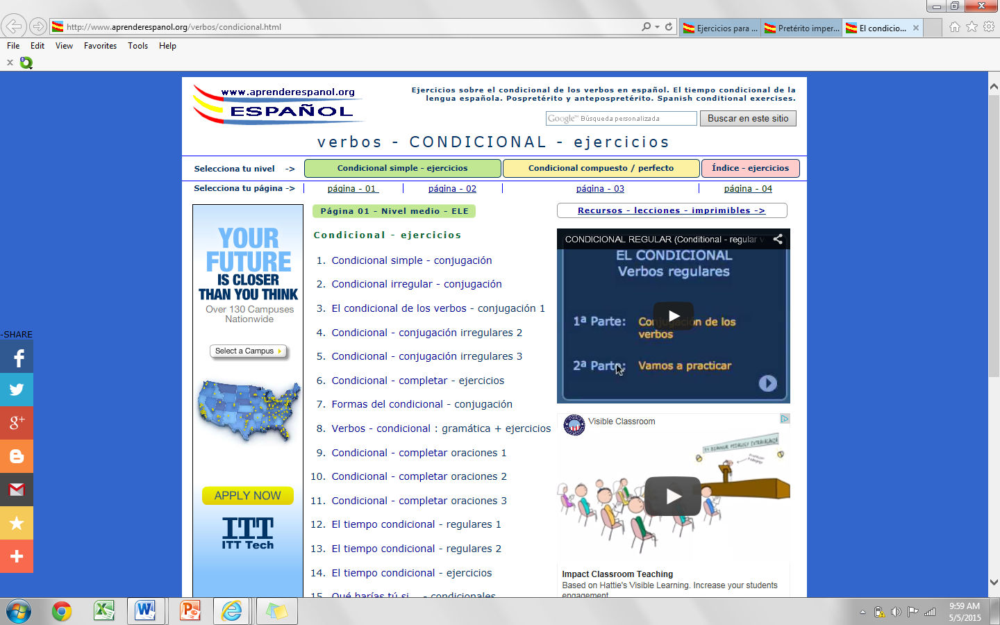 http://www.aprenderespanol.org/verbos/condicional.html
Ejercicios para ...
Pretérito imper...
El condicio...
File Edit View Favorites Tools Help
www.aprenderespanol.org
ESPAÑOL
Ejercicios sobre el condicional de los verbos en español. El tiempo condicional de la
lengua española. Pospretérito y antepospretérito. Spanish conditional exercises.
Google™ Búsqueda personalizada
Buscar en este sitio
verbos - CONDICIONAL - ejercicios
Selecciona tu nivel ->
Condicional simple - ejercicios
Condicional compuesto / perfecto
Índice - ejercicios
Selecciona tu página ->
página - 01
página - 02
página - 03
página - 04
YOUR
FUTURE
IS CLOSER
THAN YOU THINK
Over 130 Campuses
Nationwide
Select a Campus
APPLY NOW
ITT
ITT Tech
Página 01 - Nivel medio - ELE
Condicional - ejercicios
1. Condicional simple - conjugación
2. Condicional irregular - conjugación
3. El condicional de los verbos - conjugación 1
4. Condicional - conjugación irregulares 2
5. Condicional - conjugación irregulares 3
6. Condicional - completar - ejercicios
7. Formas del condicional - conjugación
8. Verbos - condicional : gramática + ejercicios
9. Condicional - completar oraciones 1
10. Condicional - completar oraciones 2
11. Condicional - completar oraciones 3
12. El tiempo condicional - regulares 1
13. El tiempo condicional - regulares 2
14. El tiempo condicional - ejercicios
15. Qué harías tú si... - condicionales
Recursos - lecciones - imprimibles ->
CONDICIONAL REGULAR (Conditional - regular v
EL CONDICIONAL
Verbos regulares
1ª Parte: Conjugación de los
verbos
2ª Parte: Vamos a practicar
Visible Classroom
Impact Classroom Teaching
Based on Hattie's Visible Learning. Increase your students
engagement
-SHARE
f
g+
9:59 AM
5/5/2015